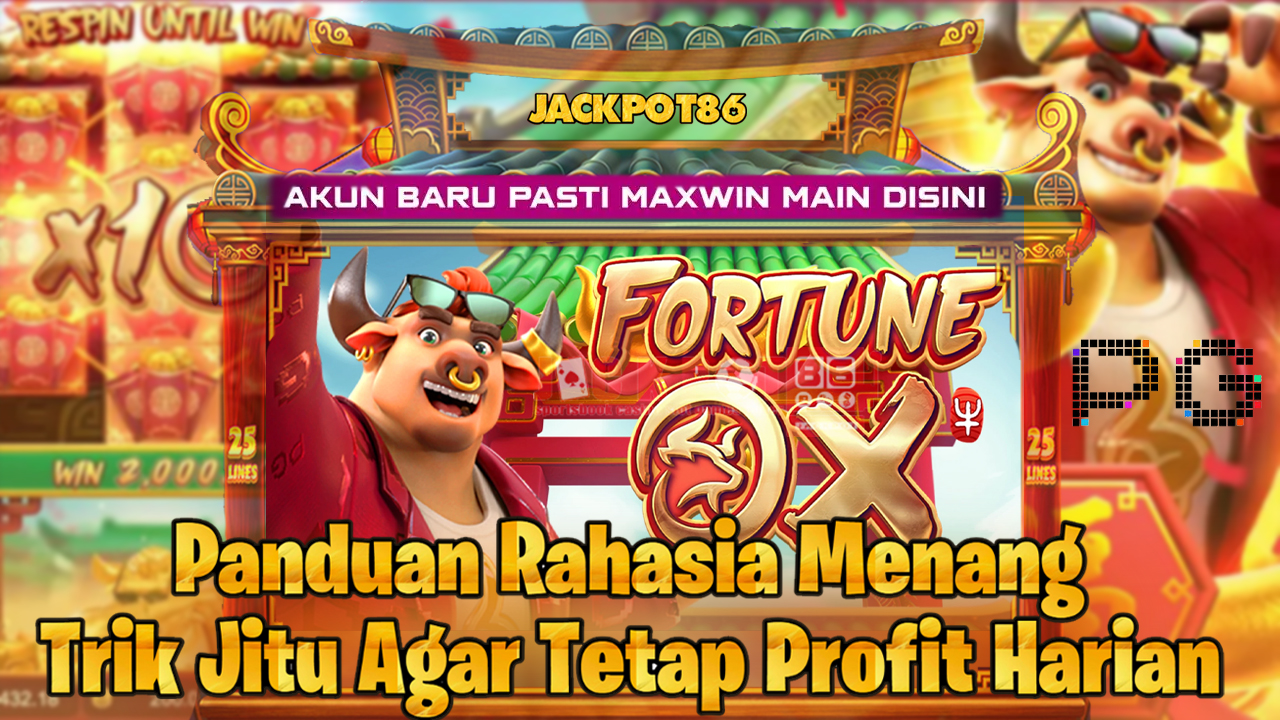 RESPIN UNTIL WIN
JACKPOT86
AKUN BARU PASTI MAXWIN MAIN DISINI
x10
FORTUNE
OX
86
PG
25
LINES
25
LINES
WIN 2,000
Panduan Rahasia Menang
Trik Jitu Agar Tetap Profit Harian